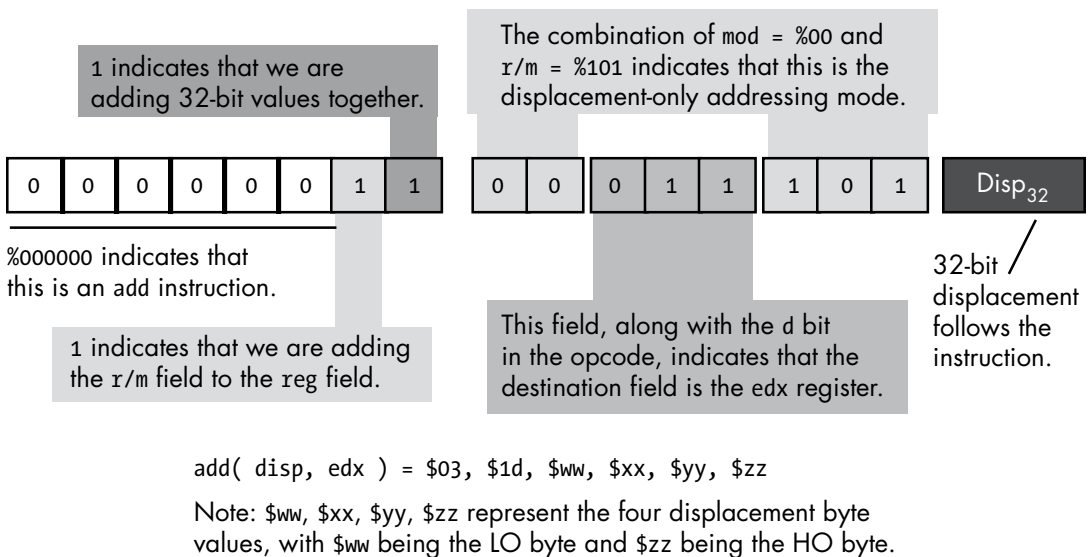 1 indicates that we are
adding 32-bit values together.
The combination of mod = %00 and
r/m = %101 indicates that this is the
displacement-only addressing mode.
0 0 0 0 0 0 1 1 0 0 0 1 1 1 0 1 Disp32
%000000 indicates that
this is an add instruction.
1 indicates that we are adding
the r/m field to the reg field.
This field, along with the d bit
in the opcode, indicates that the
destination field is the edx register.
32-bit
displacement
follows the
instruction.
add( disp, edx ) = $03, $1d, $ww, $xx, $yy, $zz
Note: $ww, $xx, $yy, $zz represent the four displacement byte
values, with $ww being the LO byte and $zz being the HO byte.